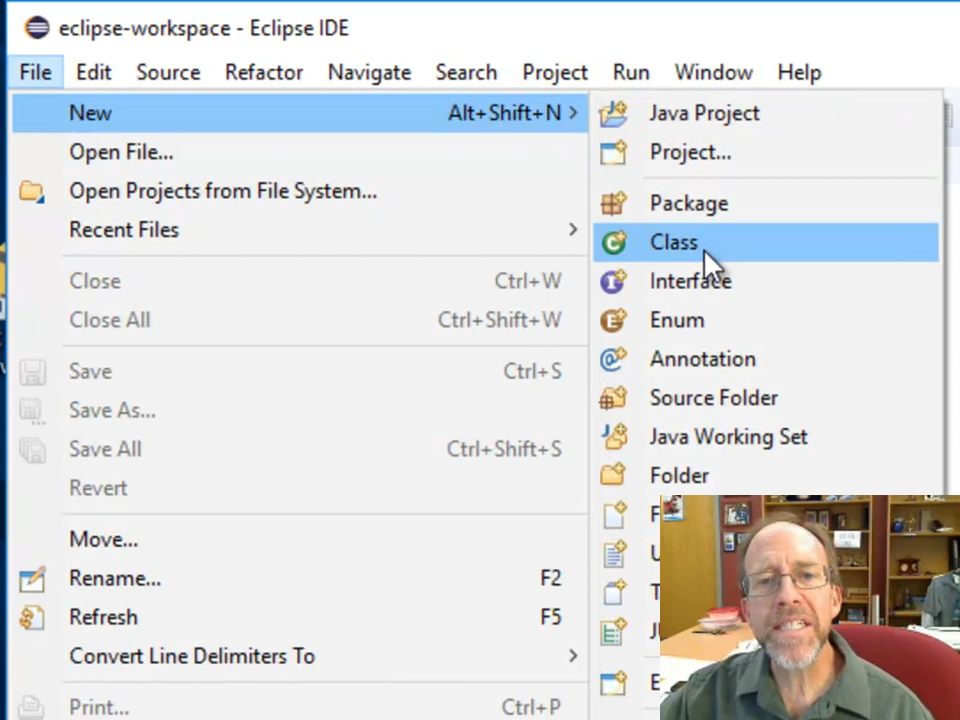 eclipse-workspace - Eclipse IDE
File Edit Source Refactor Navigate Search Project Run Window Help
New Alt+Shift+N
Open File...
Open Projects from File System...
Recent Files
Close Ctrl+W
Close All Ctrl+Shift+W
Save Ctrl+S
Save As...
Save All Ctrl+Shift+S
Revert
Move...
Rename... F2
Refresh F5
Convert Line Delimiters To
Print... Ctrl+P
Java Project
Project...
Package
Class
Interface
Enum
Annotation
Source Folder
Java Working Set
Folder